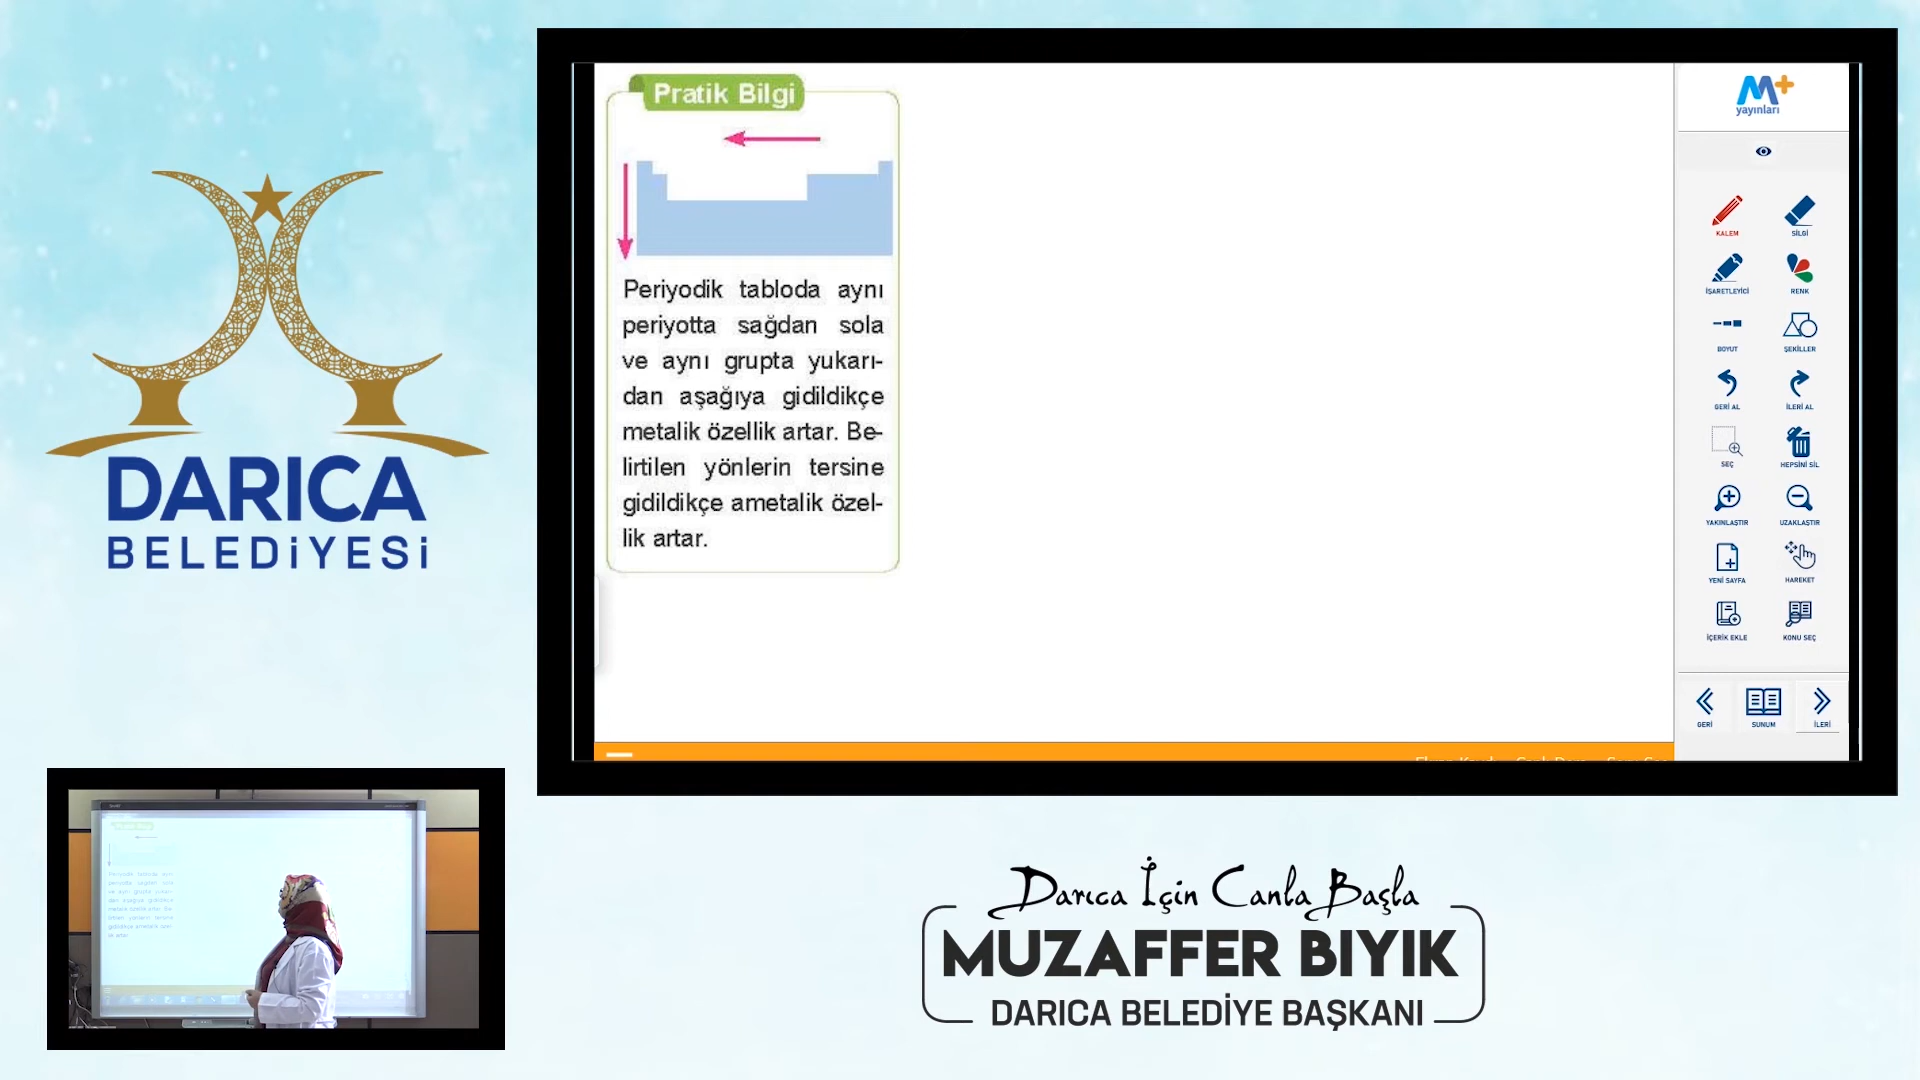 DARICA
BELEDİYESİ
Pratik Bilgi
Periyodik tabloda aynı
periyotta sağdan sola
ve aynı grupta yukarı-
dan aşağıya gidildikçe
metalik özellik artar. Be-
lirtilen yönlerin tersine
gidildikçe ametalik özel-
lik artar.
M+
yayınları
KALEM
SİLGİ
İŞARETLEYİCİ
RENK
BOYUT
ŞEKİLLER
GERİ AL
İLERİ AL
SEÇ
HEPSİNİ SİL
YAKINLAŞTIR
UZAKLAŞTIR
YENİ SAYFA
HAREKET
İÇERİK EKLE
KONU SEÇ
GERİ
SUNUM
İLERİ
Darıca İçin Canla Başla
MUZAFFER BIYIK
DARICA BELEDİYE BAŞKANI